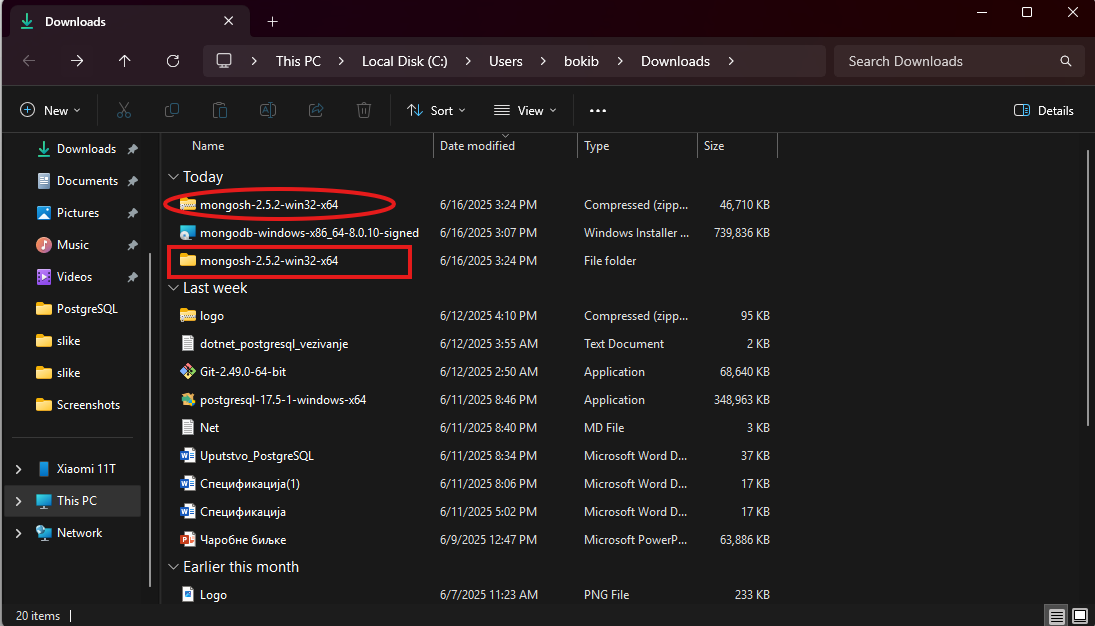 Downloads
This PC
Local Disk (C:)
Users
bokib
Downloads
Search Downloads
New
Sort
View
Details
Downloads
Documents
Pictures
Music
Videos
PostgreSQL
slike
slike
Screenshots
Xiaomi 11T
This PC
Network
Name Date modified Type Size
Today
mongosh-2.5.2-win32-x64 6/16/2025 3:24 PM Compressed (zipp... 46,710 KB
mongodb-windows-x86_64-8.0.10-signed 6/16/2025 3:07 PM Windows Installer ... 739,836 KB
mongosh-2.5.2-win32-x64 6/16/2025 3:24 PM File folder
Last week
logo 6/12/2025 4:10 PM Compressed (zipp... 95 KB
dotnet_postgresql_vezivanje 6/12/2025 3:55 AM Text Document 2 KB
Git-2.49.0-64-bit 6/12/2025 2:50 AM Application 68,640 KB
postgresql-17.5-1-windows-x64 6/11/2025 8:46 PM Application 348,963 KB
Net 6/11/2025 8:40 PM MD File 3 KB
Uputstvo_PostgreSQL 6/11/2025 8:34 PM Microsoft Word D... 37 KB
Спецификација(1) 6/11/2025 8:06 PM Microsoft Word D... 17 KB
Спецификација 6/11/2025 5:02 PM Microsoft Word D... 17 KB
Чаробне биљке 6/9/2025 12:47 PM Microsoft PowerP... 63,886 KB
Earlier this month
Logo 6/7/2025 11:23 AM PNG File 233 KB
20 items